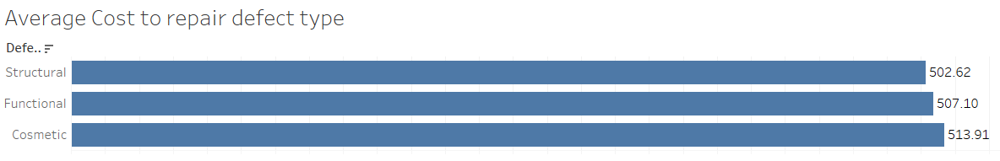 Average Cost to repair defect type
Defe..
Structural 502.62
Functional 507.10
Cosmetic 513.91